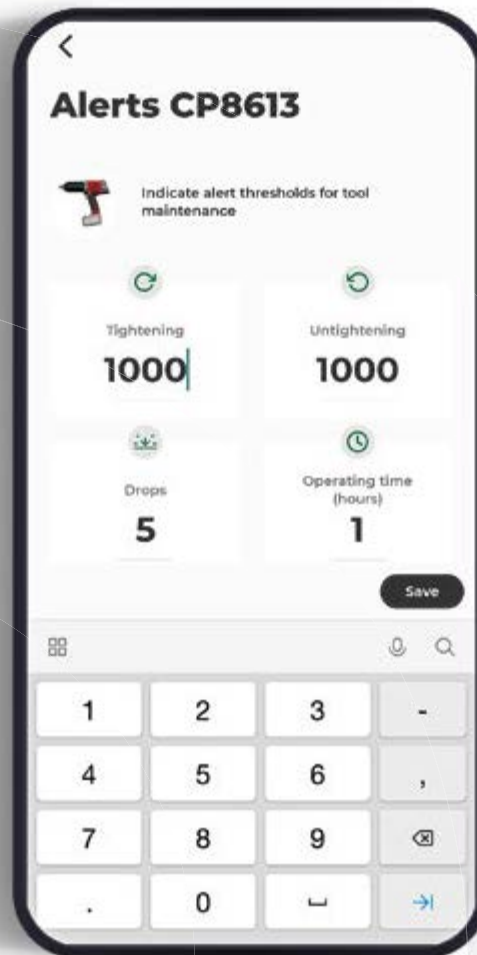 Alerts CP8613
Indicate alert thresholds for tool
maintenance
Tightening
1000
Untightening
1000
Drops
5
Operating time
(hours)
1
Save
1 2 3 -
4 5 6 ,
7 8 9
. 0